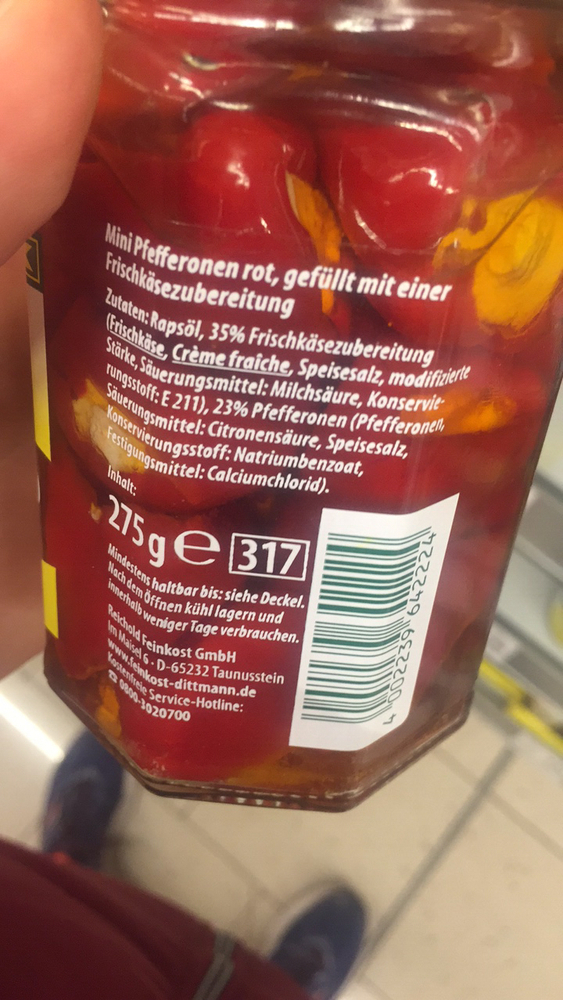 Mini Pfefferonen rot, gefüllt mit einer
Frischkäsezubereitung
Zutaten: Rapsöl, 35% Frischkäsezubereitung
(Frischkäse, Crème fraîche, Speisesalz, modifizierte
Stärke, Säuerungsmittel: Milchsäure, Konservie-
rungsstoff: E 211), 23% Pfefferonen (Pfefferonen,
Säuerungsmittel: Citronensäure, Speisesalz,
Konservierungsstoff: Natriumbenzoat,
Festigungsmittel: Calciumchlorid).
Inhalt:
275 g e 317
Mindestens haltbar bis: siehe Deckel.
Nach dem Öffnen kühl lagern und
innerhalb weniger Tage verbrauchen.
Reichold Feinkost GmbH
Im Maisel 6 · D-65232 Taunusstein
www.feinkost-dittmann.de
Kostenfreie Service-Hotline:
☎ 0800-3020700
4 002239 642224